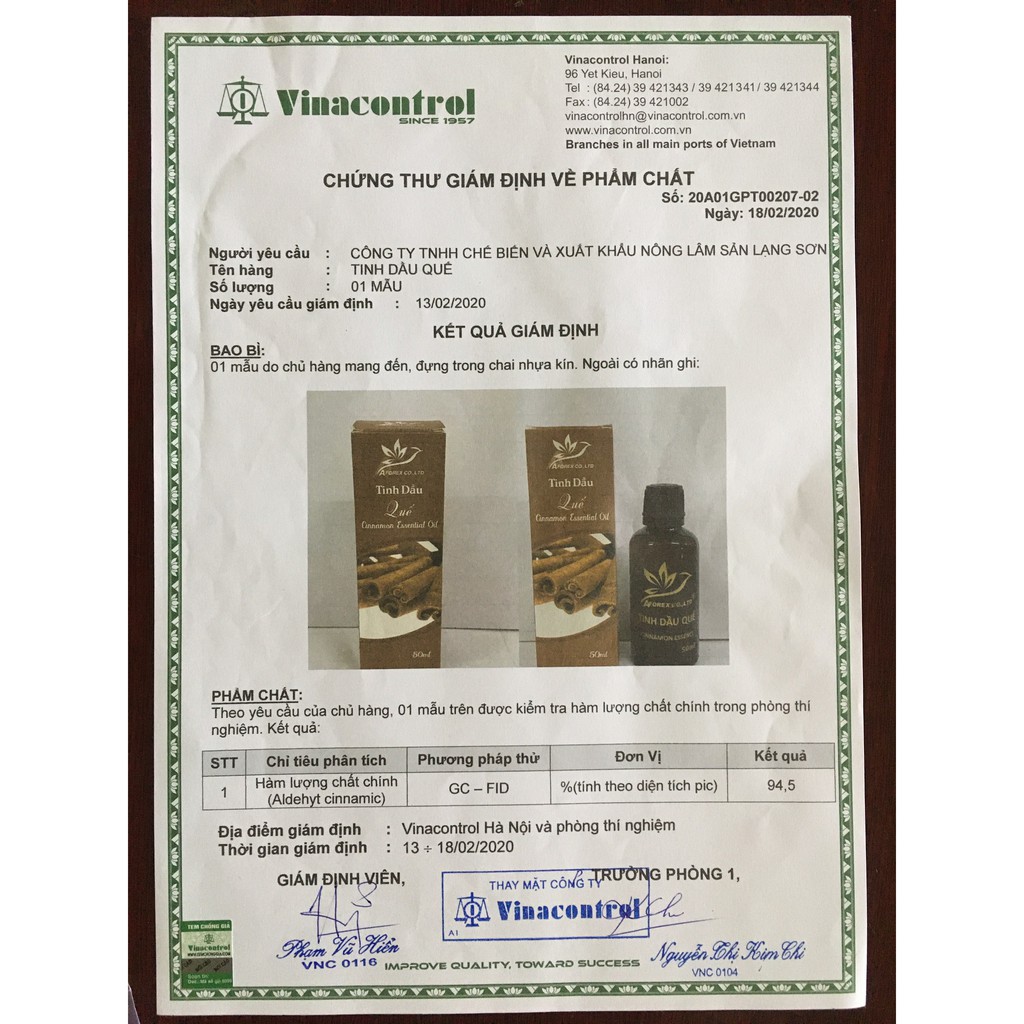 Vinacontrol
SINCE 1957
Vinacontrol Hanoi:
96 Yet Kieu, Hanoi
Tel : (84.24) 39 421343 / 39 421341/ 39 421344
Fax : (84.24) 39 421002
vinacontrolhn@vinacontrol.com.vn
www.vinacontrol.com.vn
Branches in all main ports of Vietnam
CHỨNG THƯ GIÁM ĐỊNH VỀ PHẨM CHẤT
Số: 20A01GPT00207-02
Ngày: 18/02/2020
Người yêu cầu : CÔNG TY TNHH CHẾ BIẾN VÀ XUẤT KHẨU NÔNG LÂM SẢN LẠNG SƠN
Tên hàng : TINH DẦU QUẾ
Số lượng : 01 MẪU
Ngày yêu cầu giám định : 13/02/2020
KẾT QUẢ GIÁM ĐỊNH
BAO BÌ:
01 mẫu do chủ hàng mang đến, đựng trong chai nhựa kín. Ngoài có nhãn ghi:
AFOREX CO.,LTD
Tinh Dầu
Quế
Cinnamon Essential Oil
50ml
AFOREX CO.,LTD
Tinh Dầu
Quế
Cinnamon Essential Oil
50ml
AFOREX CO.,LTD
TINH DẦU QUẾ
PHẨM CHẤT:
Theo yêu cầu của chủ hàng, 01 mẫu trên được kiểm tra hàm lượng chất chính trong phòng thí
nghiệm. Kết quả:
STT Chỉ tiêu phân tích Phương pháp thử Đơn Vị Kết quả
1 Hàm lượng chất chính (Aldehyt cinnamic) GC – FID %(tính theo diện tích pic) 94,5
Địa điểm giám định : Vinacontrol Hà Nội và phòng thí nghiệm
Thời gian giám định : 13 ÷ 18/02/2020
GIÁM ĐỊNH VIÊN,
TRƯỞNG PHÒNG 1,
THAY MẶT CÔNG TY
Vinacontrol
AI
Phạm Vũ Hiên
VNC 0116
Nguyễn Thị Kim Chi
VNC 0104
IMPROVE QUALITY, TOWARD SUCCESS
TEM CHỐNG GIẢ
Vinacontrol